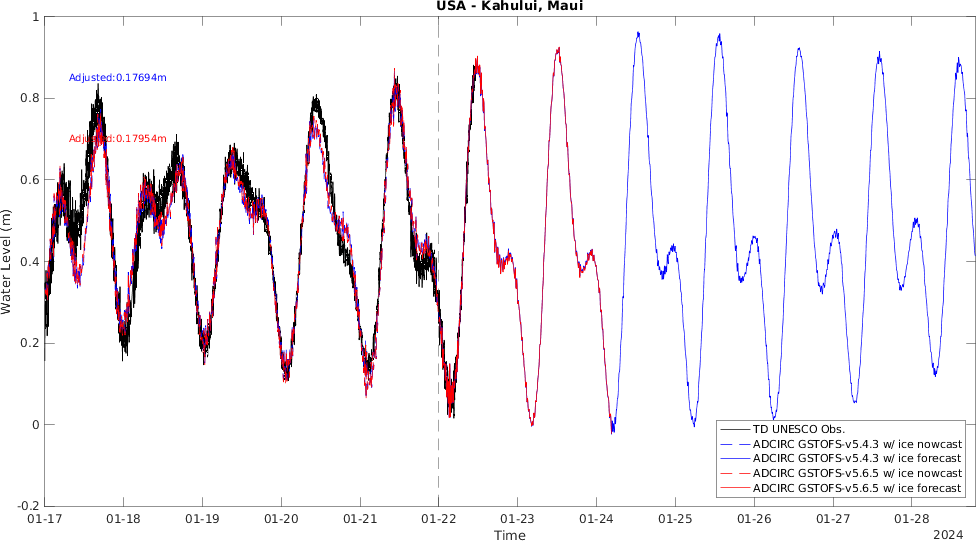 USA - Kahului, Maui
1
0.8
0.6
0.4
0.2
0
-0.2
Water Level (m)
Adjusted:0.17694m
Adjusted:0.17954m
TD UNESCO Obs.
ADCIRC GSTOFS-v5.4.3 w/ ice nowcast
ADCIRC GSTOFS-v5.4.3 w/ ice forecast
ADCIRC GSTOFS-v5.6.5 w/ ice nowcast
ADCIRC GSTOFS-v5.6.5 w/ ice forecast
01-17 01-18 01-19 01-20 01-21 01-22 01-23 01-24 01-25 01-26 01-27 01-28
Time
2024